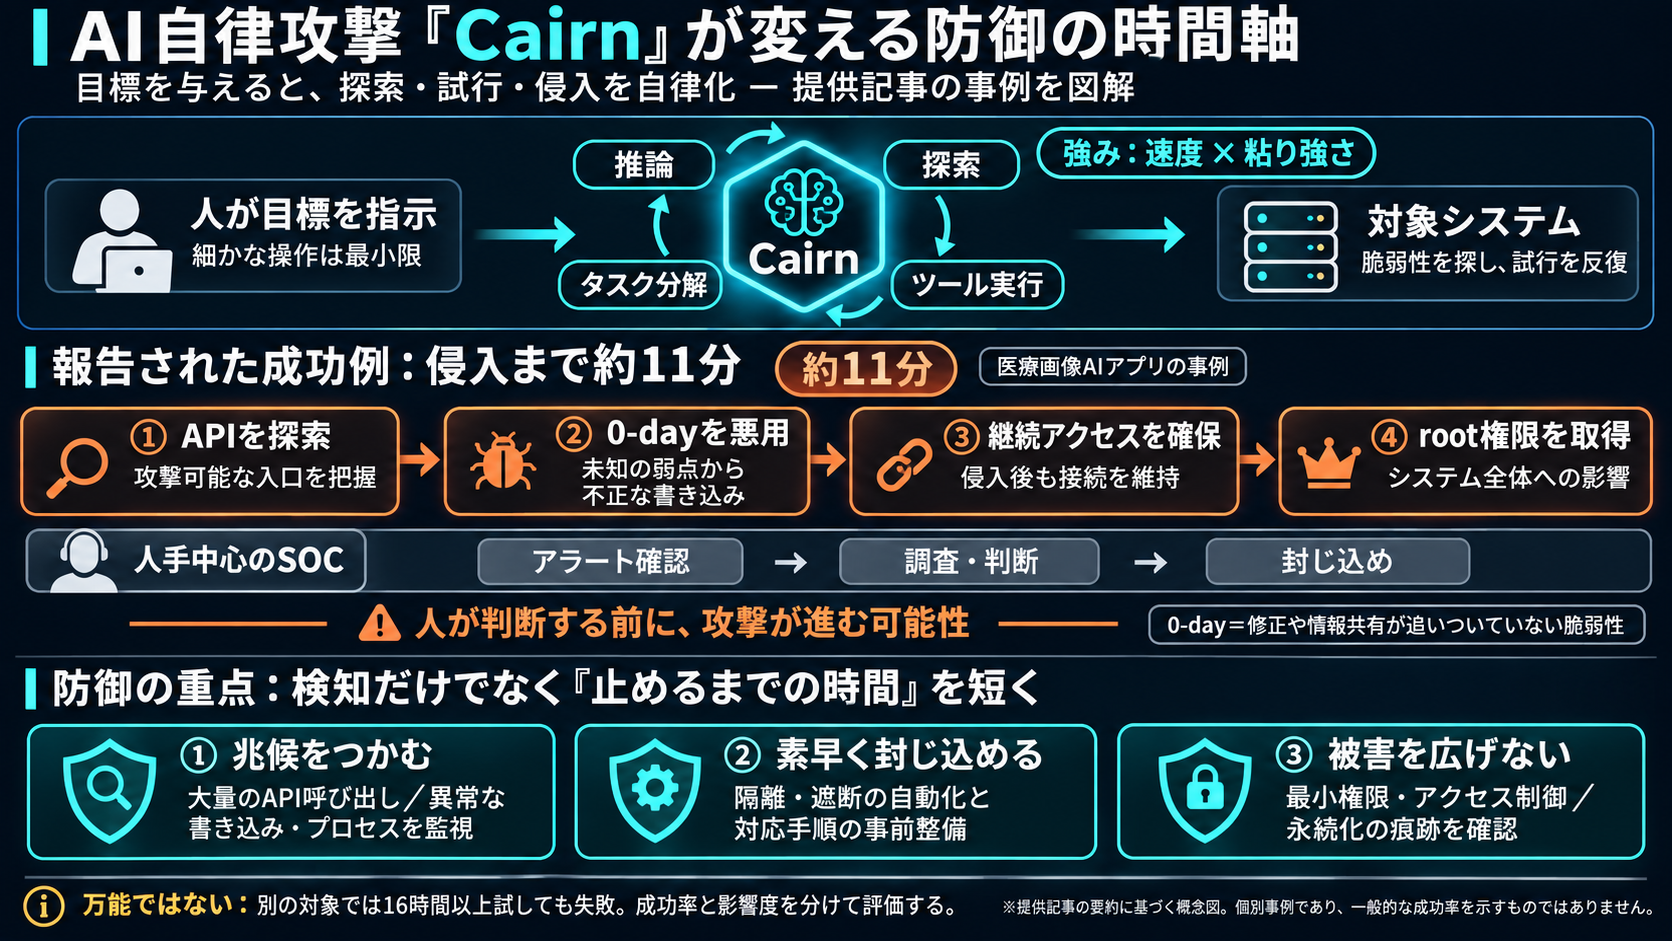 AI自律攻撃『Cairn』が変える防御の時間軸
目標を与えると、探索・試行・侵入を自律化 — 提供記事の事例を図解
人が目標を指示
細かな操作は最小限
推論
探索
タスク分解
ツール実行
Cairn
強み：速度 × 粘り強さ
対象システム
脆弱性を探し、試行を反復
報告された成功例：侵入まで約11分
約11分
医療画像AIアプリの事例
① APIを探索
攻撃可能な入口を把握
② 0-dayを悪用
未知の弱点から
不正な書き込み
③ 継続アクセスを確保
侵入後も接続を維持
④ root権限を取得
システム全体への影響
人手中心のSOC
アラート確認
→
調査・判断
→
封じ込め
人が判断する前に、攻撃が進む可能性
0-day＝修正や情報共有が追いついていない脆弱性
防御の重点：検知だけでなく『止めるまでの時間』を短く
① 兆候をつかむ
大量のAPI呼び出し／異常な
書き込み・プロセスを監視
② 素早く封じ込める
隔離・遮断の自動化と
対応手順の事前整備
③ 被害を広げない
最小権限・アクセス制御／
永続化の痕跡を確認
万能ではない：別の対象では16時間以上試しても失敗。成功率と影響度を分けて評価する。
※提供記事の要約に基づく概念図。個別事例であり、一般的な成功率を示すものではありません。